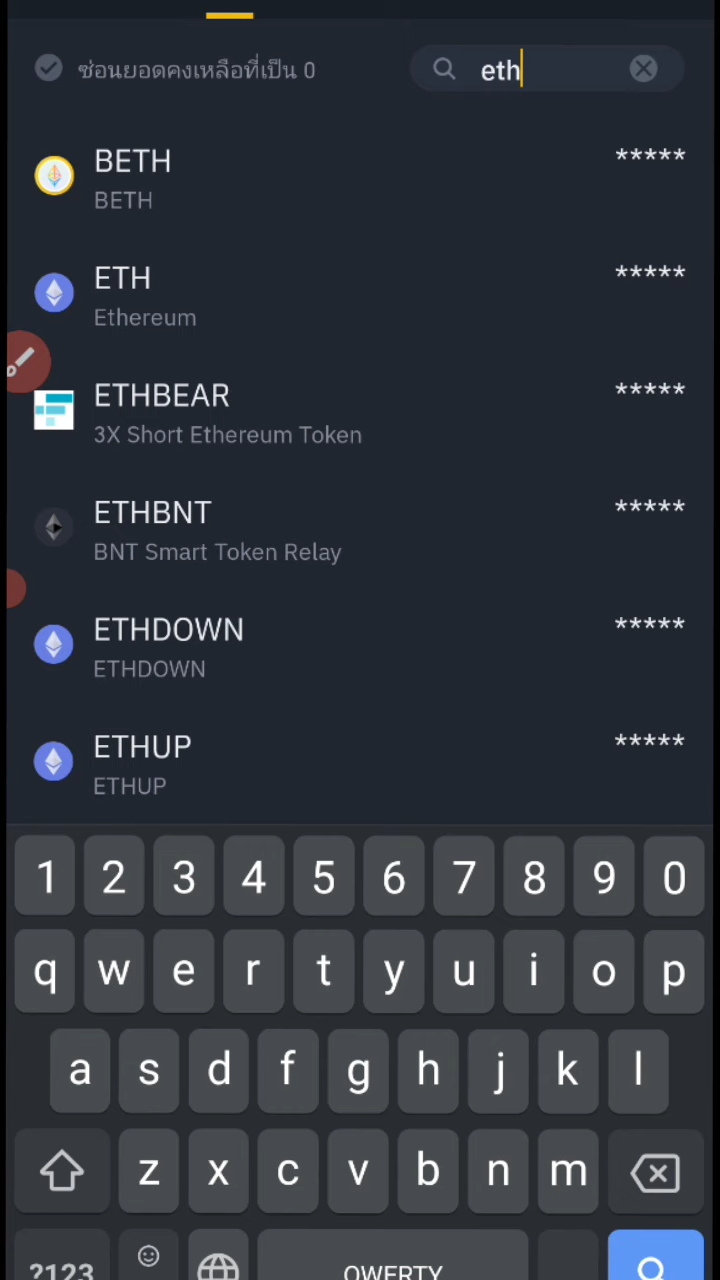 ซ่อนยอดคงเหลือที่เป็น 0
eth
BETH
*****
BETH
ETH
*****
Ethereum
ETHBEAR
*****
3X Short Ethereum Token
ETHBNT
*****
BNT Smart Token Relay
ETHDOWN
*****
ETHDOWN
ETHUP
*****
ETHUP
1 2 3 4 5 6 7 8 9 0
q w e r t y u i o p
a s d f g h j k l
z x c v b n m
?123 QWERTY